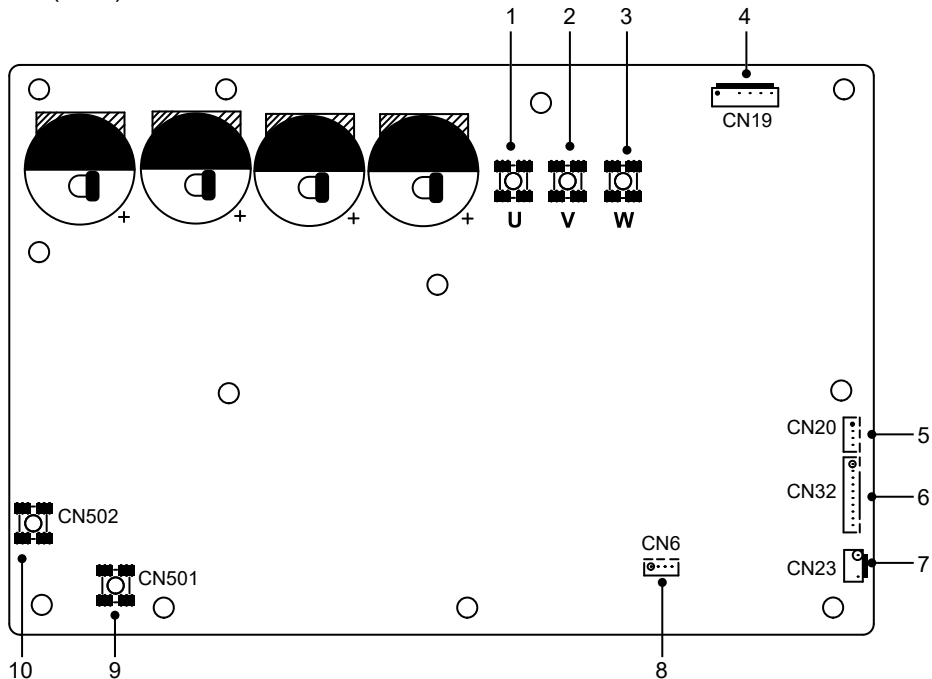 1 2 3 4
CN19
+ + + +
U V W
CN20 5
CN32 6
CN502
CN6
CN501
CN23 7
10 9 8